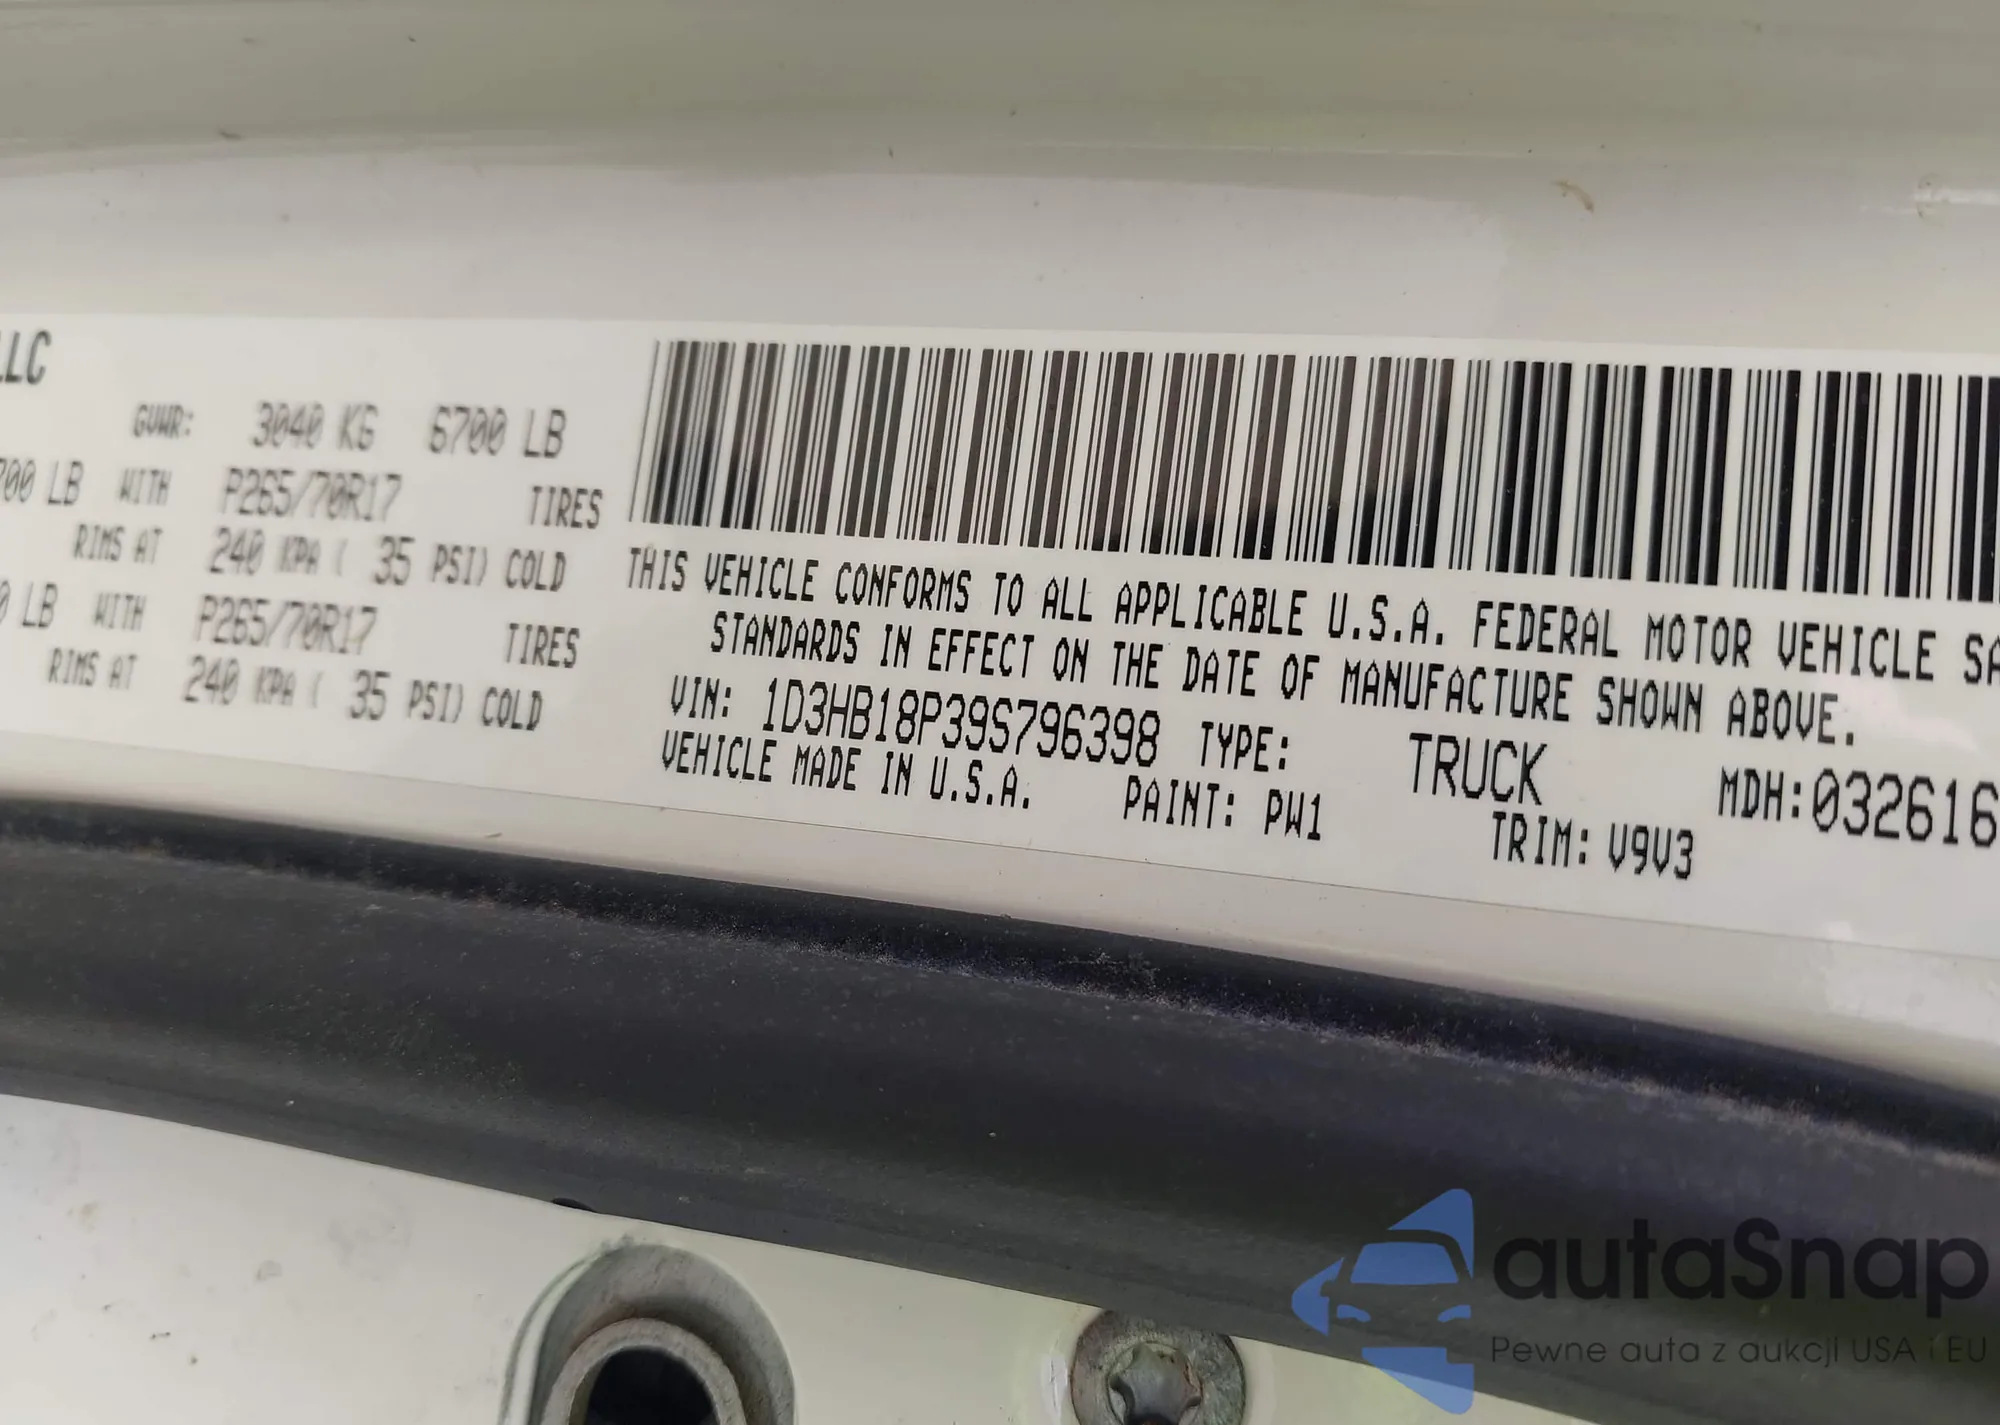 LLC
GVWR: 3040 KG 6700 LB
700 LB WITH P265/70R17 TIRES
RIMS AT 240 KPA ( 35 PSI) COLD
0 LB WITH P265/70R17 TIRES
RIMS AT 240 KPA ( 35 PSI) COLD
THIS VEHICLE CONFORMS TO ALL APPLICABLE U.S.A. FEDERAL MOTOR VEHICLE SA
STANDARDS IN EFFECT ON THE DATE OF MANUFACTURE SHOWN ABOVE.
VIN: 1D3HB18P39S796398 TYPE: TRUCK MDH:032616
VEHICLE MADE IN U.S.A. PAINT: PW1 TRIM: V9V3
autaSnap
Pewne auta z aukcji USA i EU